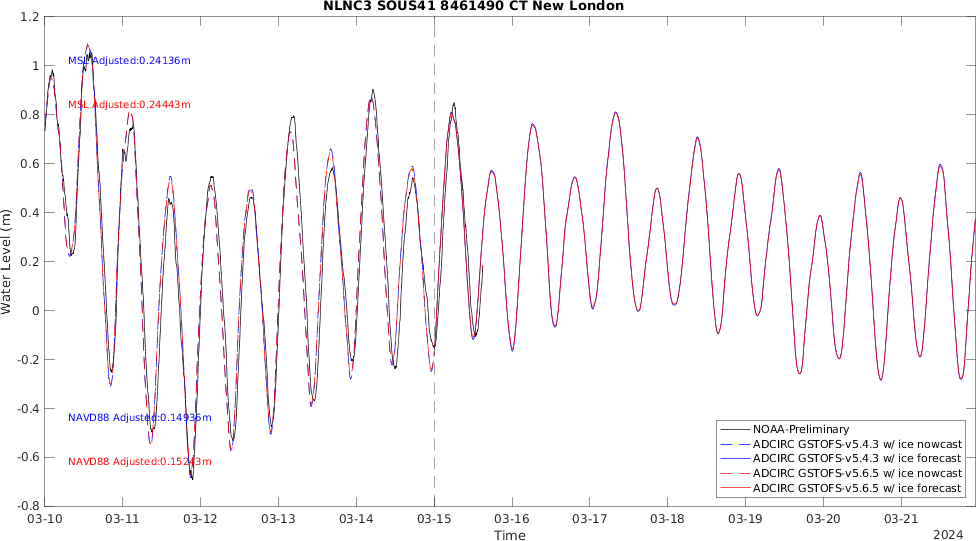 NLNC3 SOUS41 8461490 CT New London
1.2
1
0.8
0.6
0.4
0.2
0
-0.2
-0.4
-0.6
-0.8
Water Level (m)
MSL Adjusted:0.24136m
MSL Adjusted:0.24443m
NAVD88 Adjusted:0.14936m
NAVD88 Adjusted:0.15243m
NOAA-Preliminary
ADCIRC GSTOFS-v5.4.3 w/ ice nowcast
ADCIRC GSTOFS-v5.4.3 w/ ice forecast
ADCIRC GSTOFS-v5.6.5 w/ ice nowcast
ADCIRC GSTOFS-v5.6.5 w/ ice forecast
03-10 03-11 03-12 03-13 03-14 03-15 03-16 03-17 03-18 03-19 03-20 03-21
Time
2024